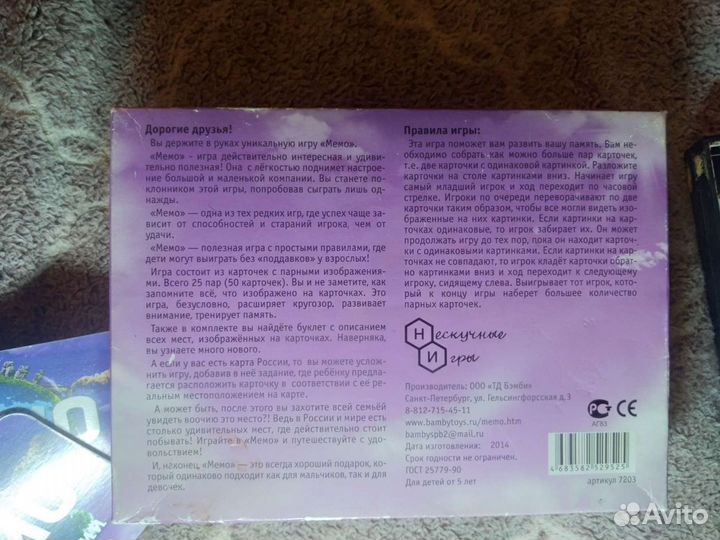 Дорогие друзья!
Вы держите в руках уникальную игру «Мемо».
«Мемо» - игра действительно интересная и удиви-
тельно полезная! Она с лёгкостью поднимет настрое-
ние большой и маленькой компании. Вы станете по-
клонником этой игры, попробовав сыграть лишь од-
нажды.
«Мемо» — одна из тех редких игр, где успех чаще за-
висит от способностей и стараний игрока, чем от
удачи.
«Мемо» — полезная игра с простыми правилами, где
дети могут выиграть без «поддавков» у взрослых!
Игра состоит из карточек с парными изображения-
ми. Всего 25 пар (50 карточек). Вы и не заметите, как
запомните всё, что изображено на карточках. Это
игра, безусловно, расширяет кругозор, развивает
внимание, тренирует память.
Также в комплекте вы найдёте буклет с описанием
всех мест, изображённых на карточках. Наверняка,
вы узнаете много нового.
А если у вас есть карта России, то вы можете услож-
нить игру, добавив в неё задание, где ребёнку предла-
гается расположить карточку в соответствии с её ре-
альным местоположением на карте.
А может быть, после этого вы захотите всей семьёй
увидеть воочию это место?! Ведь в России и мире есть
столько удивительных мест, где действительно стоит
побывать! Играйте в «Мемо» и путешествуйте с удо-
вольствием!
И, наконец, «Мемо» — это всегда хороший подарок, ко-
торый одинаково подходит как для мальчиков, так и для
девочек.
Правила игры:
Эта игра поможет вам развить вашу память. Вам не-
обходимо собрать как можно больше пар карточек,
т.е. две карточки с одинаковой картинкой. Разложите
карточки на столе картинками вниз. Начинает игру
самый младший игрок и ход переходит по часовой
стрелке. Игроки по очереди переворачивают по две
карточки таким образом, чтобы все могли видеть изо-
бражённые на них картинки. Если картинки на карточ-
ках одинаковые, то игрок забирает их. Он может
продолжать игру до тех пор, пока он находит карточ-
ки с одинаковыми картинками. Если картинки на кар-
точках не совпадают, то игрок кладёт карточки обрат-
но картинками вниз и ход переходит к следующему
игроку, сидящему слева. Выигрывает тот игрок, кото-
рый к концу игры наберет большее количество
парных карточек.
Нескучные
Игры
Производитель: ООО «ТД Бэмби»
Санкт-Петербург, ул. Гельсингфорсская д.3
8-812-715-45-11
www.bambytoys.ru/memo.htm
bambyspb2@mail.ru
Дата изготовления: 2014
Срок годности не ограничен.
ГОСТ 25779-90
Для детей от 5 лет
АГ83
CE
4 683582 529525
артикул 7203
Avito